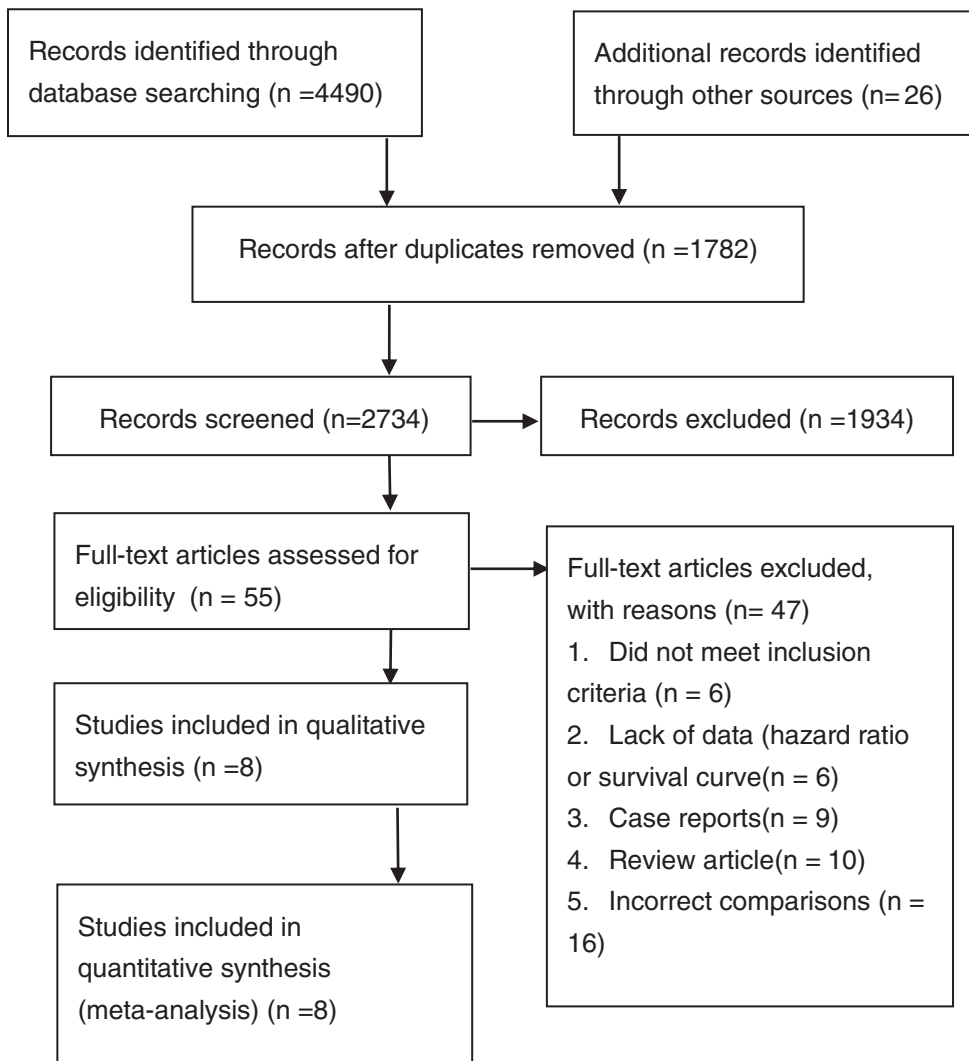 Records identified through
database searching (n =4490)
Additional records identified
through other sources (n= 26)
Records after duplicates removed (n =1782)
Records screened (n=2734)
Records excluded (n =1934)
Full-text articles assessed for
eligibility (n = 55)
Full-text articles excluded,
with reasons (n= 47)
1. Did not meet inclusion
criteria (n = 6)
2. Lack of data (hazard ratio
or survival curve(n = 6)
3. Case reports(n = 9)
4. Review article(n = 10)
5. Incorrect comparisons (n =
16)
Studies included in qualitative
synthesis (n =8)
Studies included in
quantitative synthesis
(meta-analysis) (n =8)